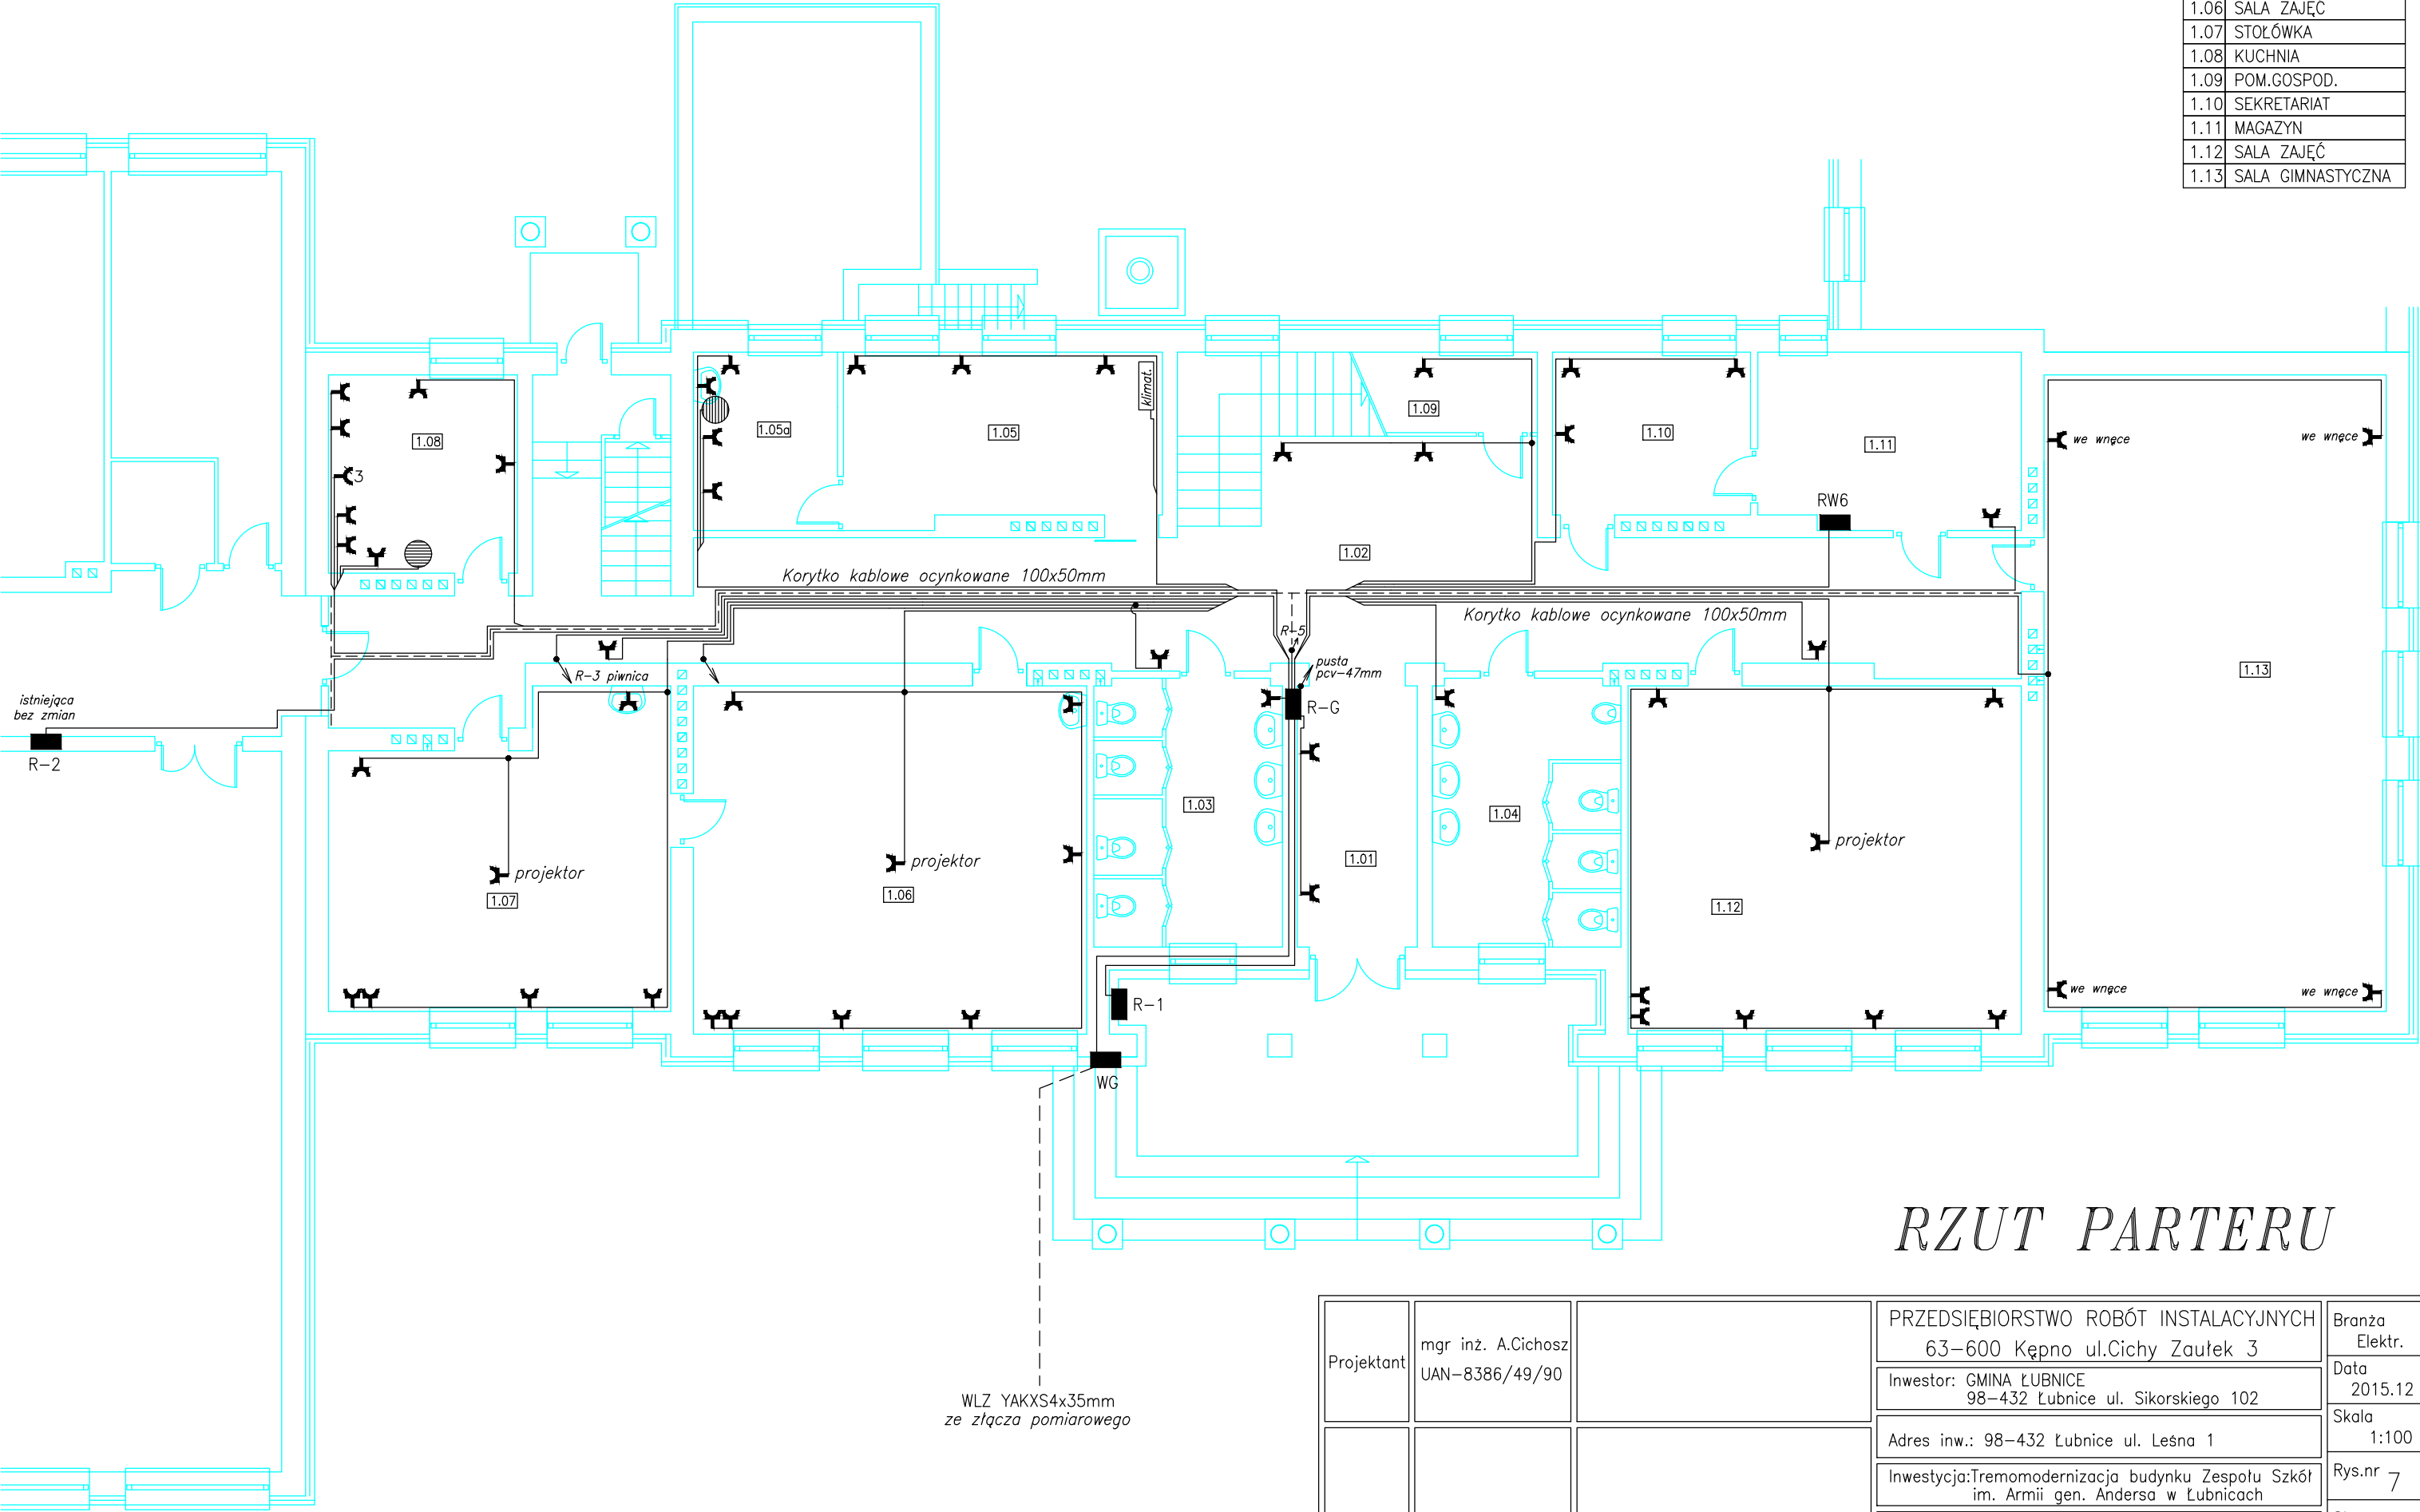 1.06 SALA ZAJĘĆ
1.07 STOŁÓWKA
1.08 KUCHNIA
1.09 POM.GOSPOD.
1.10 SEKRETARIAT
1.11 MAGAZYN
1.12 SALA ZAJĘĆ
1.13 SALA GIMNASTYCZNA
klimat.
1.09
1.05a
1.05
1.10
1.08
1.11
we wnęce
we wnęce
3
RW6
1.02
Korytko kablowe ocynkowane 100x50mm
Korytko kablowe ocynkowane 100x50mm
R-5
pusta
pcv-47mm
R-3 piwnica
1.13
istniejąca
bez zmian
R-G
R-2
1.03
1.04
projektor
1.01
projektor
projektor
1.07
1.06
1.12
we wnęce
we wnęce
R-1
WG
RZUT PARTERU
WLZ YAKXS4x35mm
ze złącza pomiarowego
Projektant
mgr inż. A.Cichosz
UAN-8386/49/90
PRZEDSIĘBIORSTWO ROBÓT INSTALACYJNYCH
63-600 Kępno ul.Cichy Zaułek 3
Inwestor: GMINA ŁUBNICE
98-432 Łubnice ul. Sikorskiego 102
Adres inw.: 98-432 Łubnice ul. Leśna 1
Inwestycja:Tremomodernizacja budynku Zespołu Szkół
im. Armii gen. Andersa w Łubnicach
Branża
Elektr.
Data
2015.12
Skala
1:100
Rys.nr 7